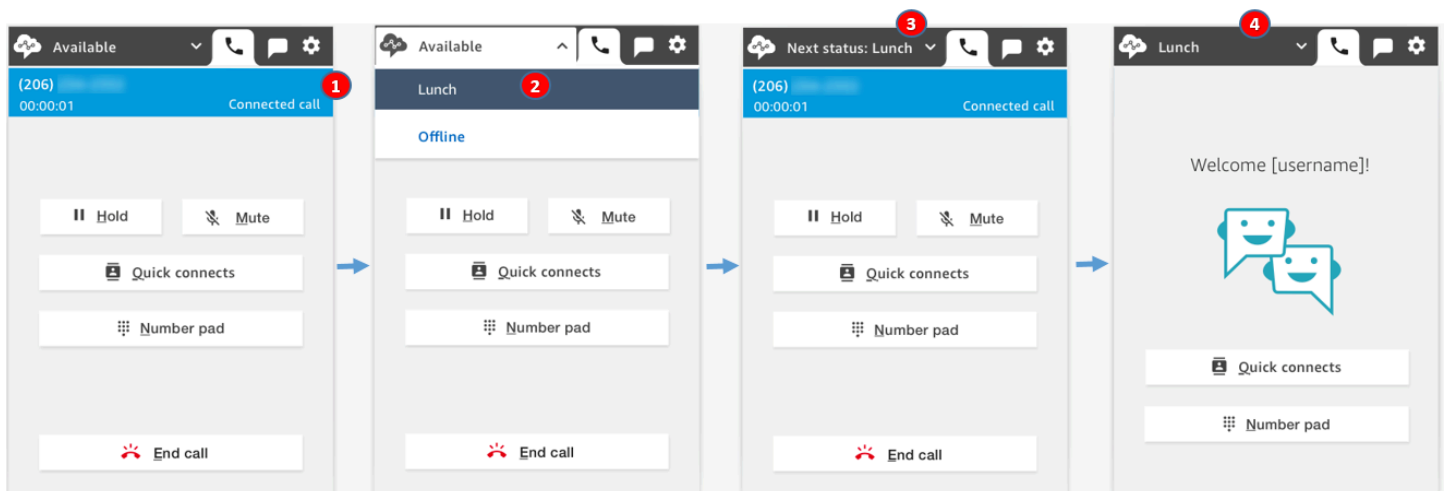 1
Available
(206)
00:00:01 Connected call
Hold Mute
Quick connects
Number pad
End call
2
Available
Lunch
Offline
Hold Mute
Quick connects
Number pad
End call
3
Next status: Lunch
(206)
00:00:01 Connected call
Hold Mute
Quick connects
Number pad
End call
4
Lunch
Welcome [username]!
Quick connects
Number pad